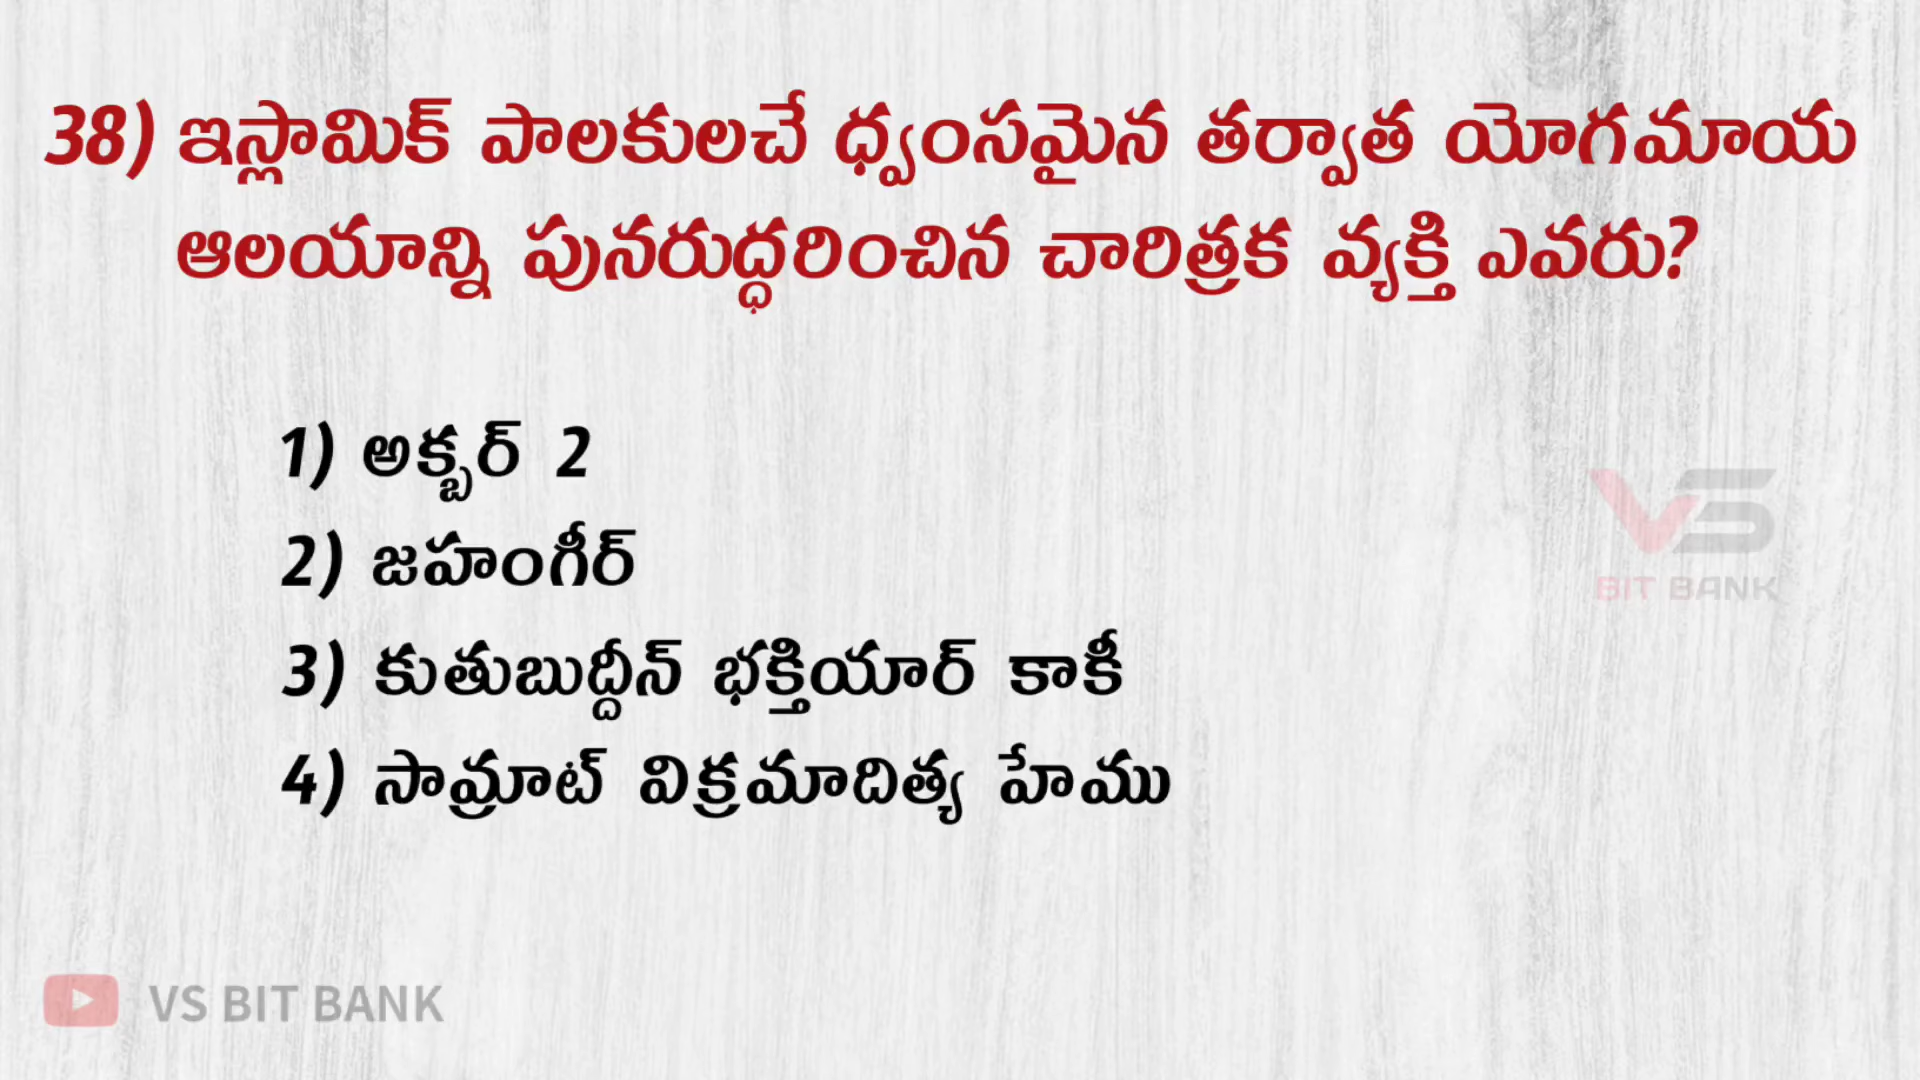 38) ఇస్లామిక్ పాలకులచే ధ్వంసమైన తర్వాత యోగమాయ
ఆలయాన్ని పునరుద్ధరించిన చారిత్రక వ్యక్తి ఎవరు?
1) అక్బర్ 2
2) జహంగీర్
3) కుతుబుద్దీన్ భక్తియార్ కాకీ
4) సామ్రాట్ విక్రమాదిత్య హేము
VS
BIT BANK
VS BIT BANK